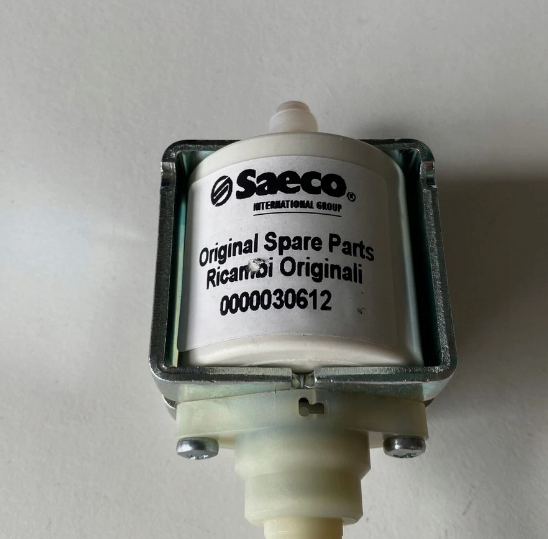 Saeco®
INTERNATIONAL GROUP
Original Spare Parts
Ricambi Originali
0000030612